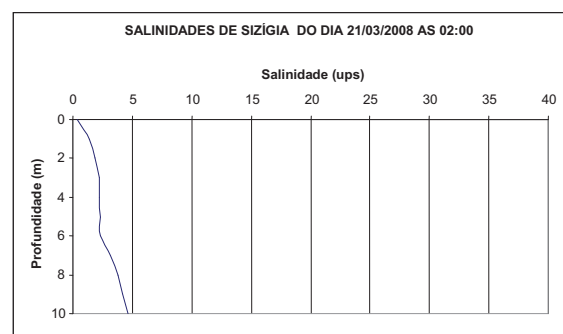 SALINIDADES DE SIZÍGIA DO DIA 21/03/2008 AS 02:00
Salinidade (ups)
0 5 10 15 20 25 30 35 40
0
2
4
6
8
10
Profundidade (m)